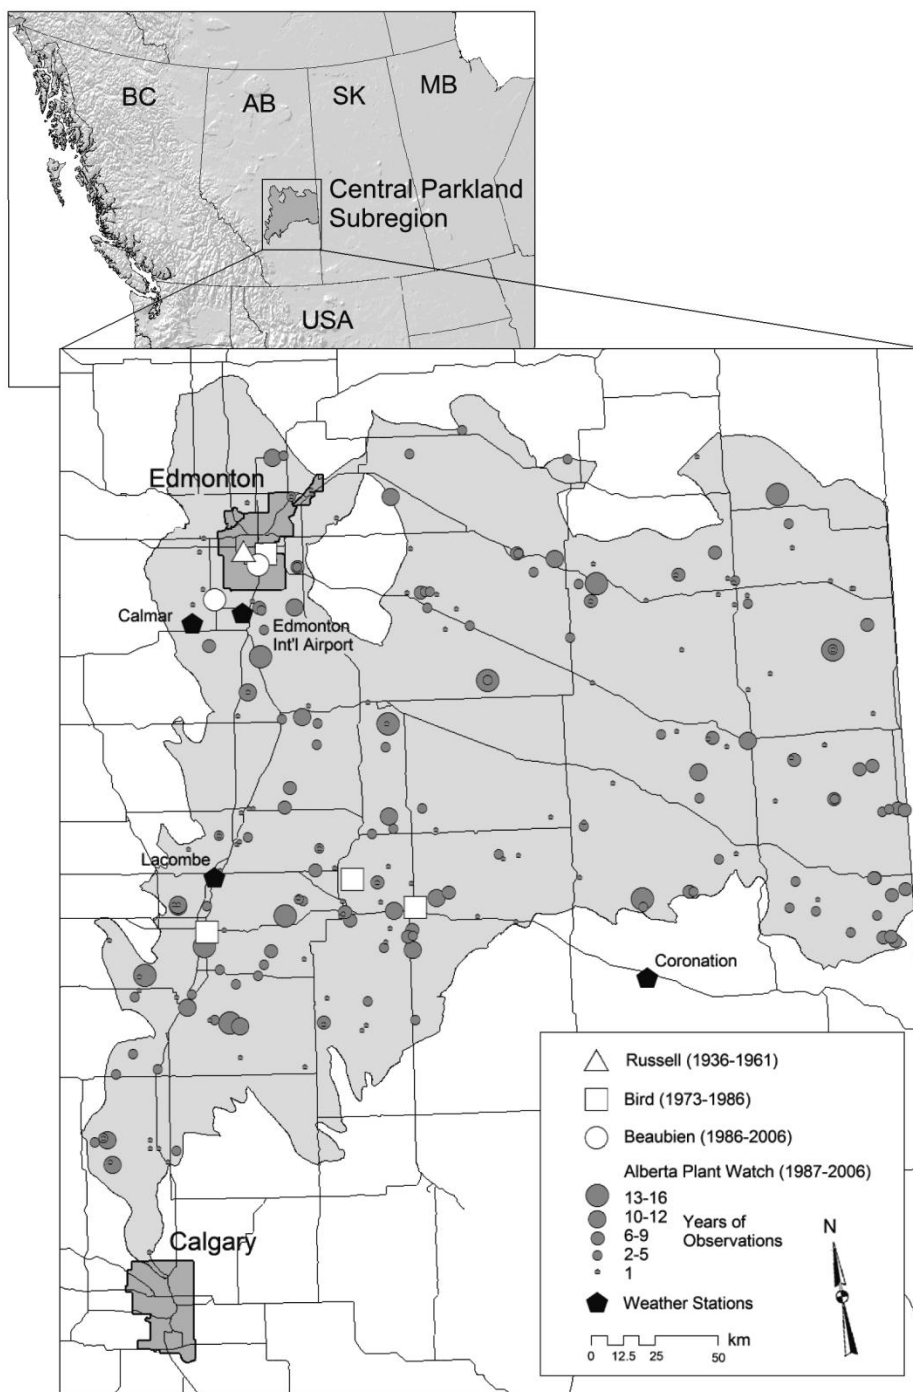 BC
AB
SK
MB
Central Parkland
Subregion
USA
Edmonton
Calmar
Edmonton
Int'l Airport
Lacombe
Coronation
Calgary
Russell (1936-1961)
Bird (1973-1986)
Beaubien (1986-2006)
Alberta Plant Watch (1987-2006)
13-16
10-12
6-9
2-5
1
Years of
Observations
N
Weather Stations
km
0 12.5 25 50